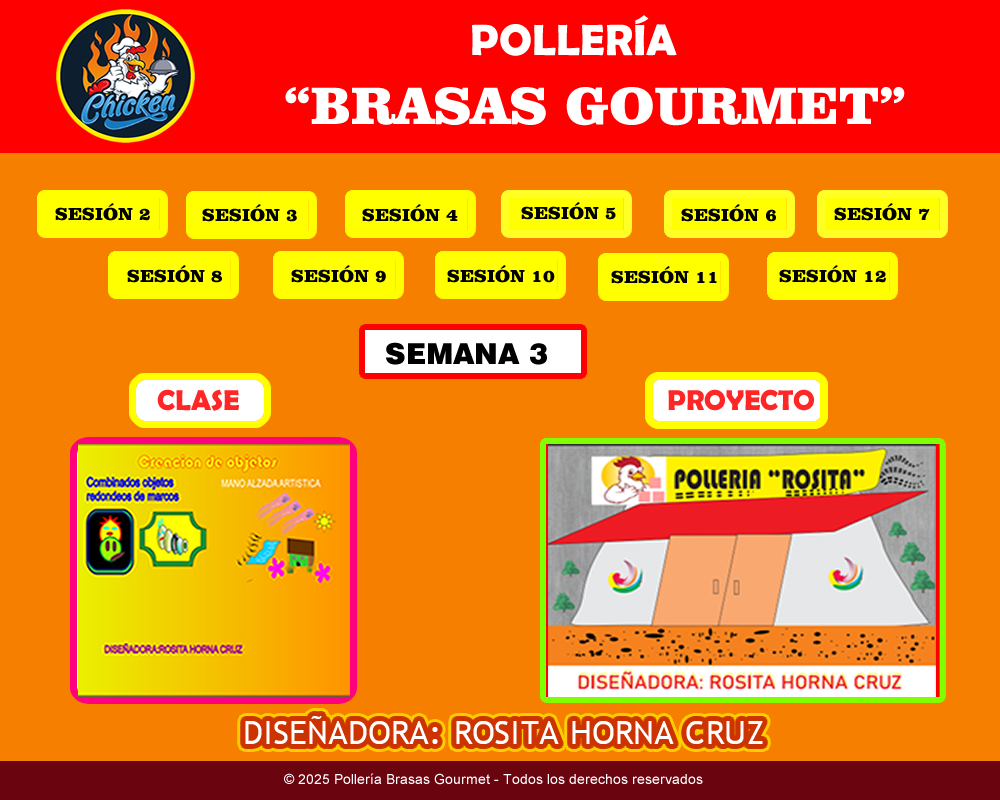 POLLERÍA
“BRASAS GOURMET”
Chicken
SESIÓN 2
SESIÓN 3
SESIÓN 4
SESIÓN 5
SESIÓN 6
SESIÓN 7
SESIÓN 8
SESIÓN 9
SESIÓN 10
SESIÓN 11
SESIÓN 12
SEMANA 3
CLASE
PROYECTO
Creacion de objetos
Combinados objetos
redondeos de marcos
MANO ALZADA ARTISTICA
DISEÑADORA:ROSITA HORNA CRUZ
POLLERIA "ROSITA"
DISEÑADORA: ROSITA HORNA CRUZ
DISEÑADORA: ROSITA HORNA CRUZ
© 2025 Pollería Brasas Gourmet - Todos los derechos reservados